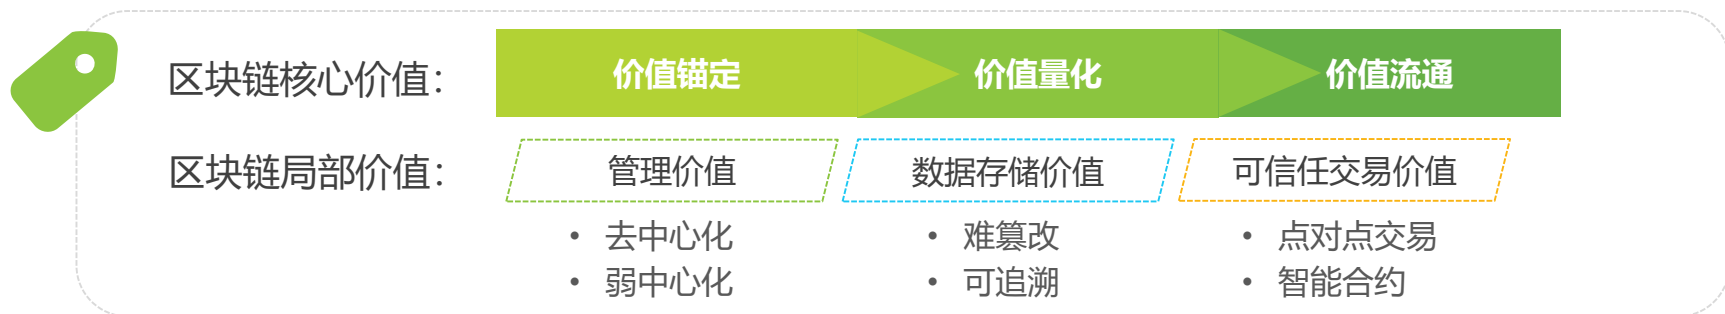 区块链核心价值： 价值锚定 价值量化 价值流通
区块链局部价值： 管理价值 数据存储价值 可信任交易价值
• 去中心化 • 难篡改 • 点对点交易
• 弱中心化 • 可追溯 • 智能合约